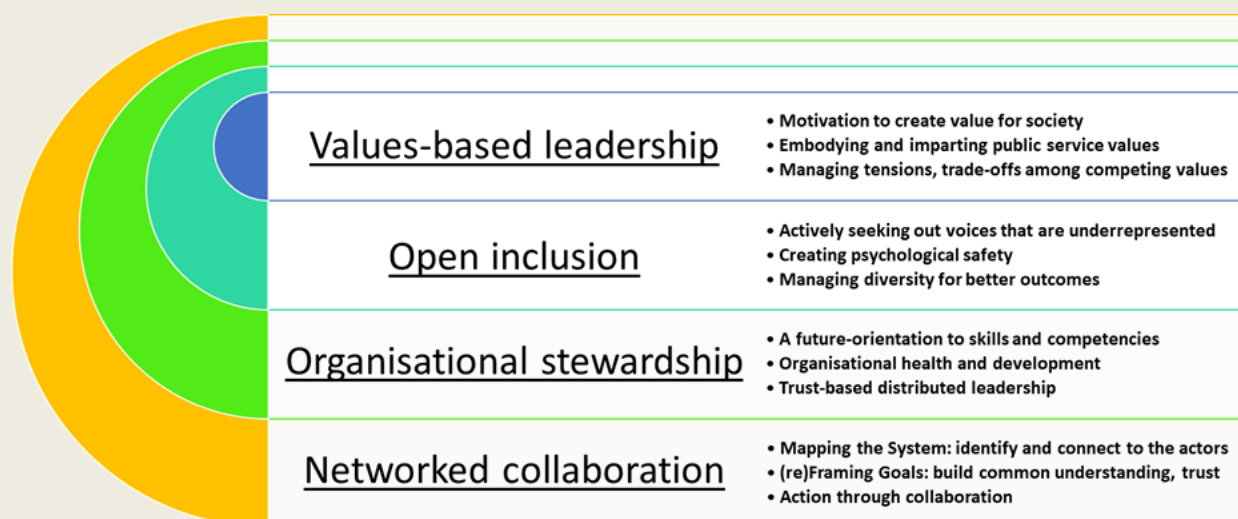 Values-based leadership
• Motivation to create value for society
• Embodying and imparting public service values
• Managing tensions, trade-offs among competing values
Open inclusion
• Actively seeking out voices that are underrepresented
• Creating psychological safety
• Managing diversity for better outcomes
Organisational stewardship
• A future-orientation to skills and competencies
• Organisational health and development
• Trust-based distributed leadership
Networked collaboration
• Mapping the System: identify and connect to the actors
• (re)Framing Goals: build common understanding, trust
• Action through collaboration